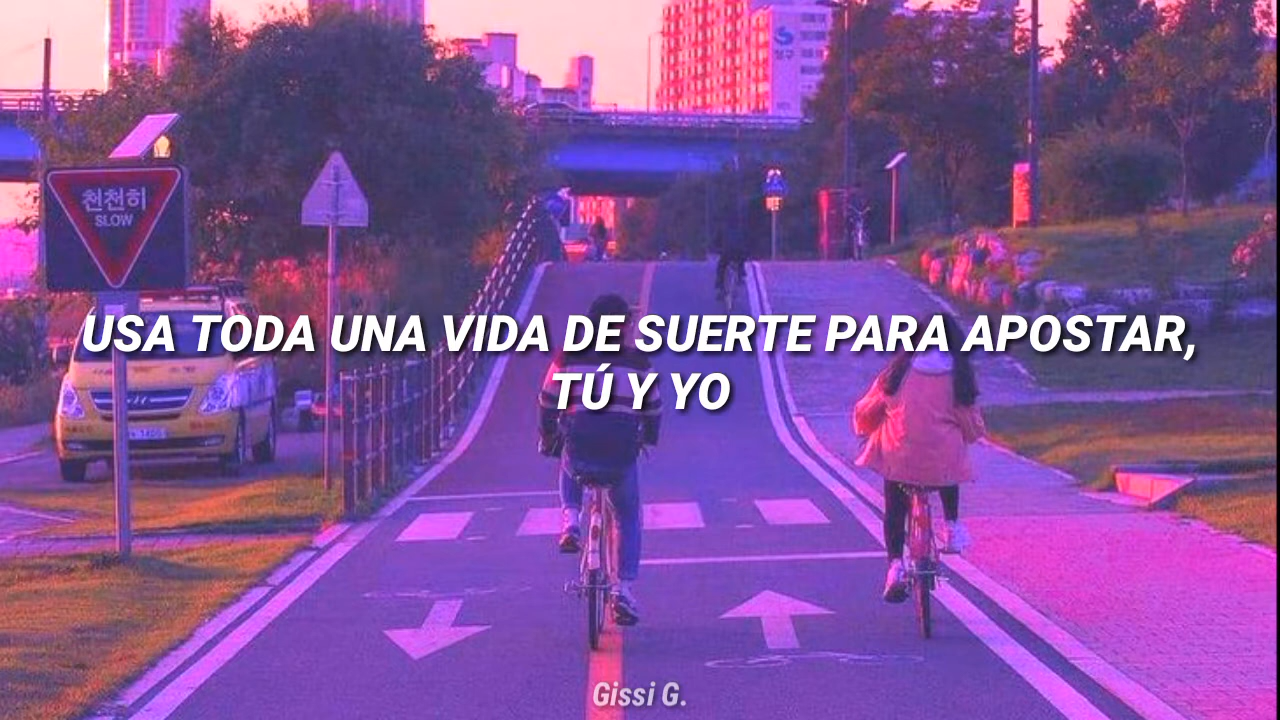 천천히
SLOW
USA TODA UNA VIDA DE SUERTE PARA APOSTAR,
TÚ Y YO
Gissi G.